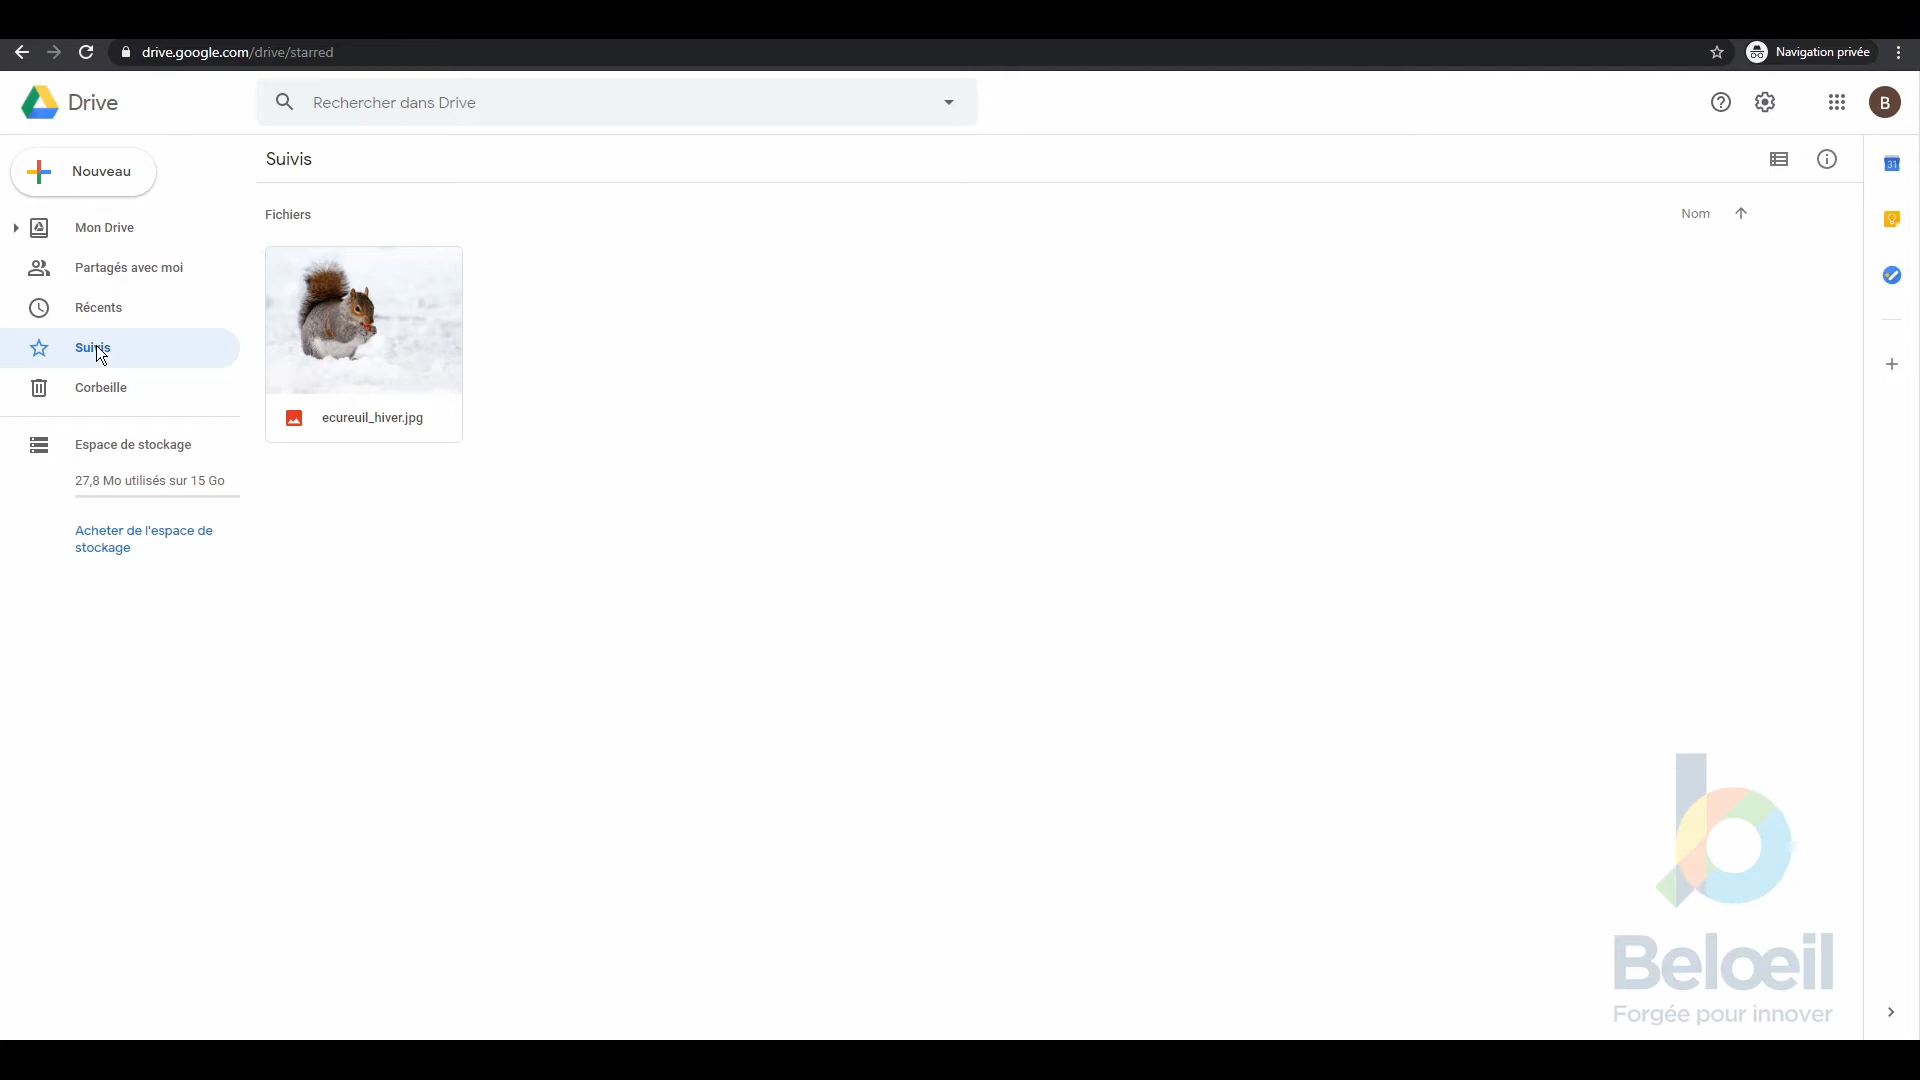 drive.google.com/drive/starred
Navigation privée
Drive
Rechercher dans Drive
B
Nouveau
Suivis
Mon Drive
Fichiers
Nom
Partagés avec moi
Récents
Suivis
Corbeille
ecureuil_hiver.jpg
Espace de stockage
27,8 Mo utilisés sur 15 Go
Acheter de l'espace de
stockage
31
Belœil
Forgée pour innover